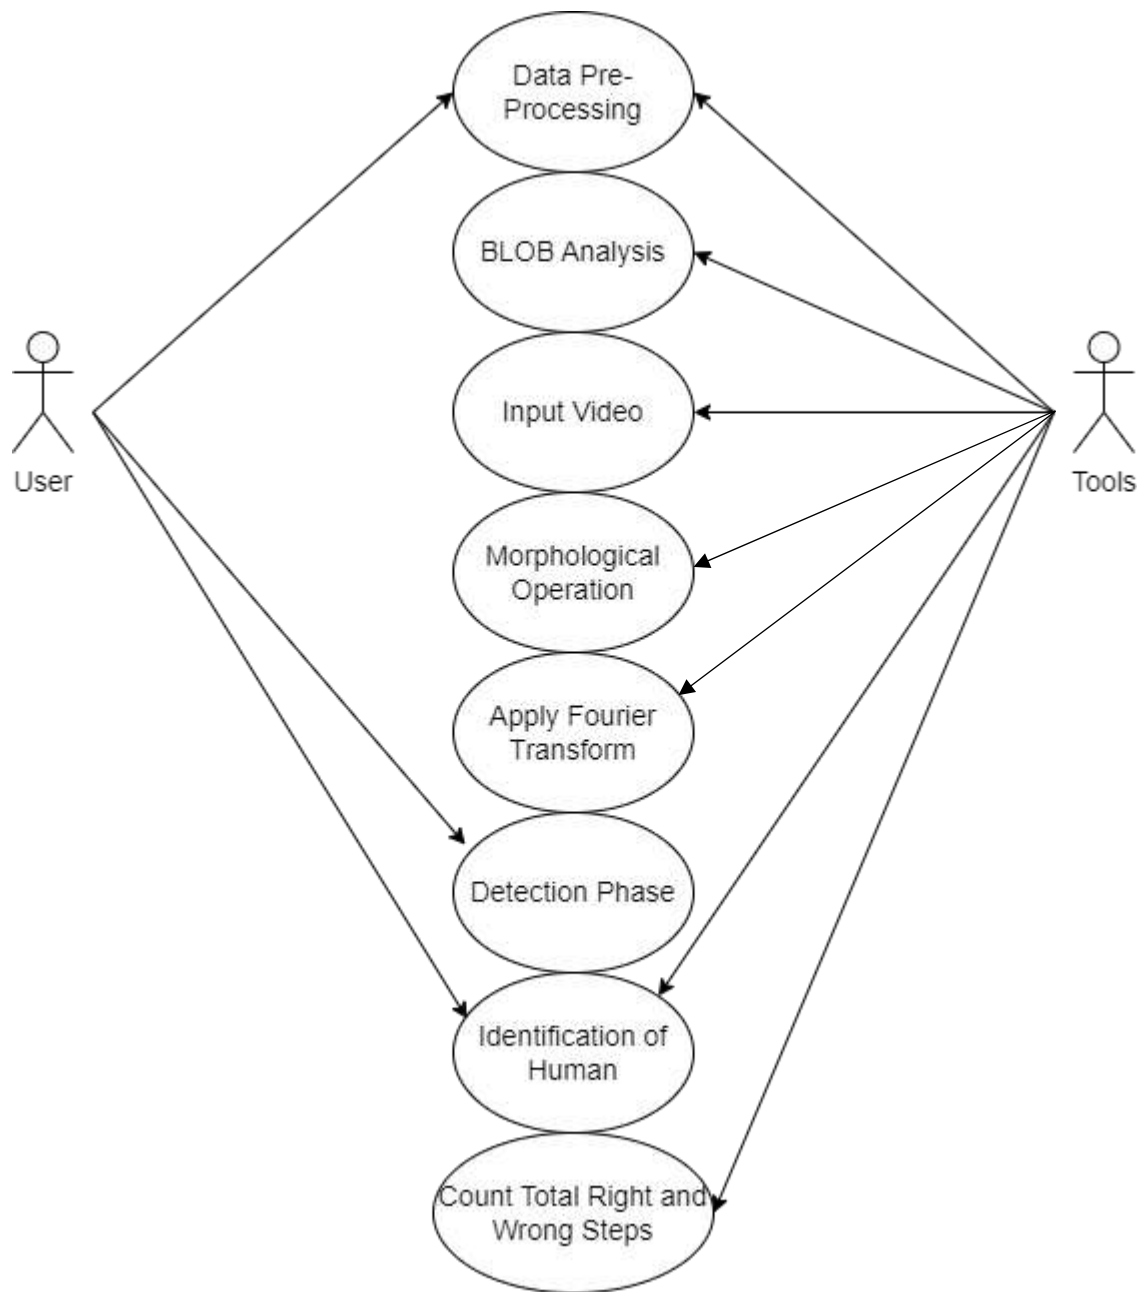 Data Pre-
Processing
BLOB Analysis
Input Video
User
Tools
Morphological
Operation
Apply Fourier
Transform
Detection Phase
Identification of
Human
Count Total Right and
Wrong Steps